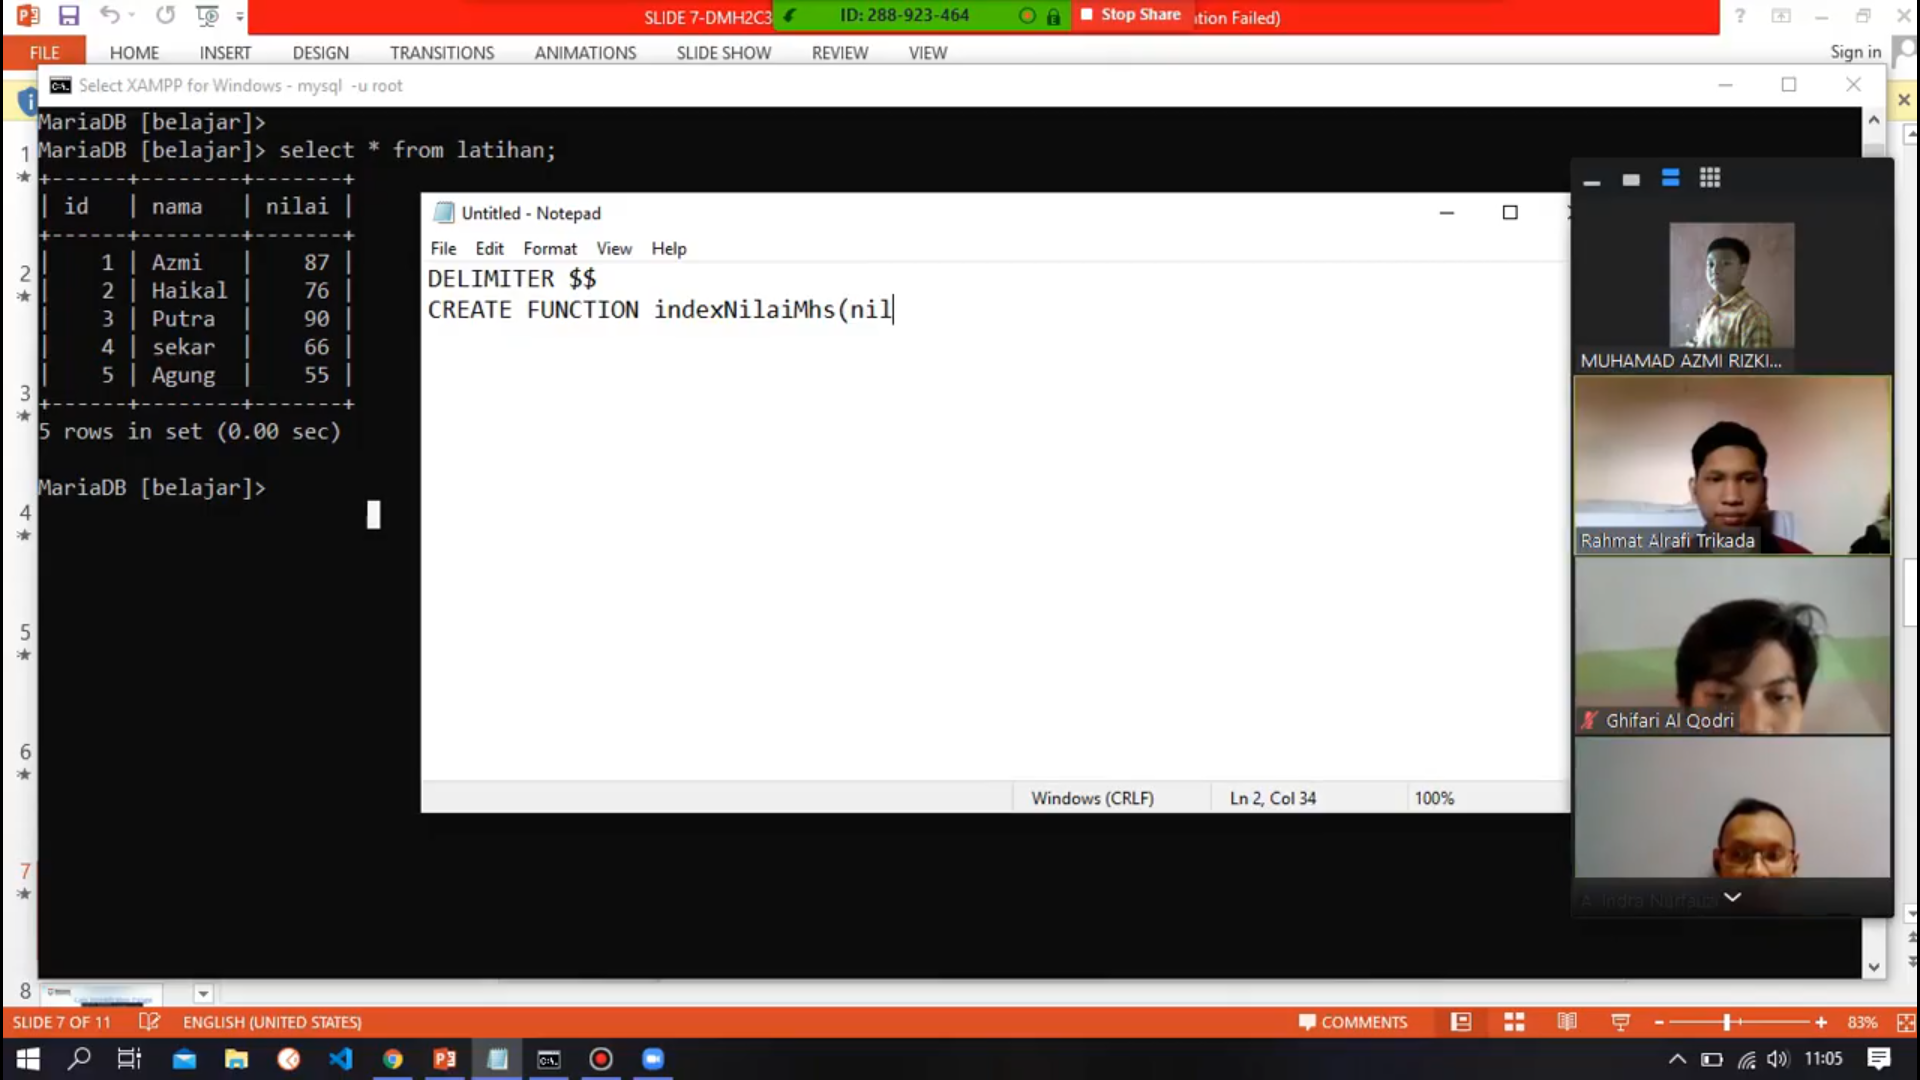 SLIDE 7-DMH2C3
ID: 288-923-464
Stop Share
tion Failed)
FILE HOME INSERT DESIGN TRANSITIONS ANIMATIONS SLIDE SHOW REVIEW VIEW
Sign in
Select XAMPP for Windows - mysql -u root
MariaDB [belajar]>
MariaDB [belajar]> select * from latihan;
+------+--------+-------+
| id | nama | nilai |
+------+--------+-------+
| 1 | Azmi | 87 |
| 2 | Haikal | 76 |
| 3 | Putra | 90 |
| 4 | sekar | 66 |
| 5 | Agung | 55 |
+------+--------+-------+
5 rows in set (0.00 sec)
MariaDB [belajar]>
Untitled - Notepad
File Edit Format View Help
DELIMITER $$
CREATE FUNCTION indexNilaiMhs(nil
Windows (CRLF)
Ln 2, Col 34
100%
MUHAMAD AZMI RIZKI...
Rahmat Alrafi Trikada
Ghifari Al Qodri
1
2
3
4
5
6
7
8
SLIDE 7 OF 11
ENGLISH (UNITED STATES)
COMMENTS
83%
11:05